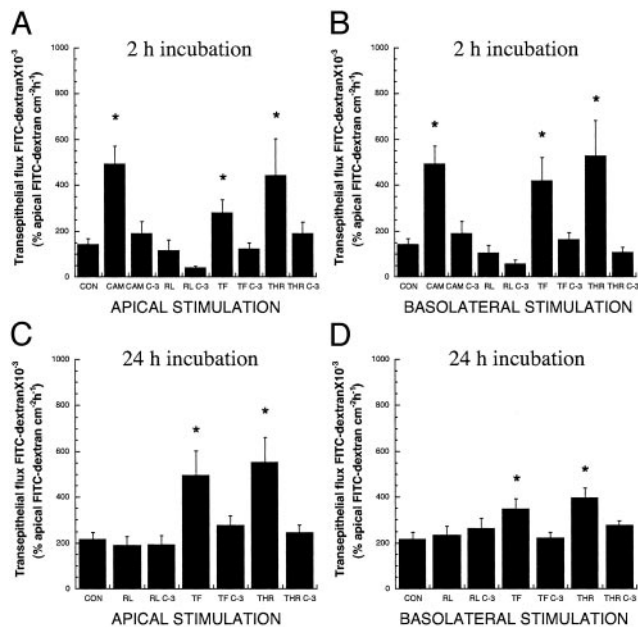 A
2 h incubation
Transepithelial flux FITC-dextranX10-3
(% apical FITC-dextran cm-2h-1)
1000
800
600
400
200
0
* * *
CON CAM CAM C-3 RL RL C-3 TF TF C-3 THR THR C-3
APICAL STIMULATION
B
2 h incubation
Transepithelial flux FITC-dextranX10-3
(% apical FITC-dextran cm-2h-1)
1000
800
600
400
200
0
* * *
CON CAM CAM C-3 RL RL C-3 TF TF C-3 THR THR C-3
BASOLATERAL STIMULATION
C
24 h incubation
Transepithelial flux FITC-dextranX10-3
(% apical FITC-dextran cm-2h-1)
1000
800
600
400
200
0
* *
CON RL RL C-3 TF TF C-3 THR THR C-3
APICAL STIMULATION
D
24 h incubation
Transepithelial flux FITC-dextranX10-3
(% apical FITC-dextran cm-2h-1)
1000
800
600
400
200
0
* *
CON RL RL C-3 TF TF C-3 THR THR C-3
BASOLATERAL STIMULATION